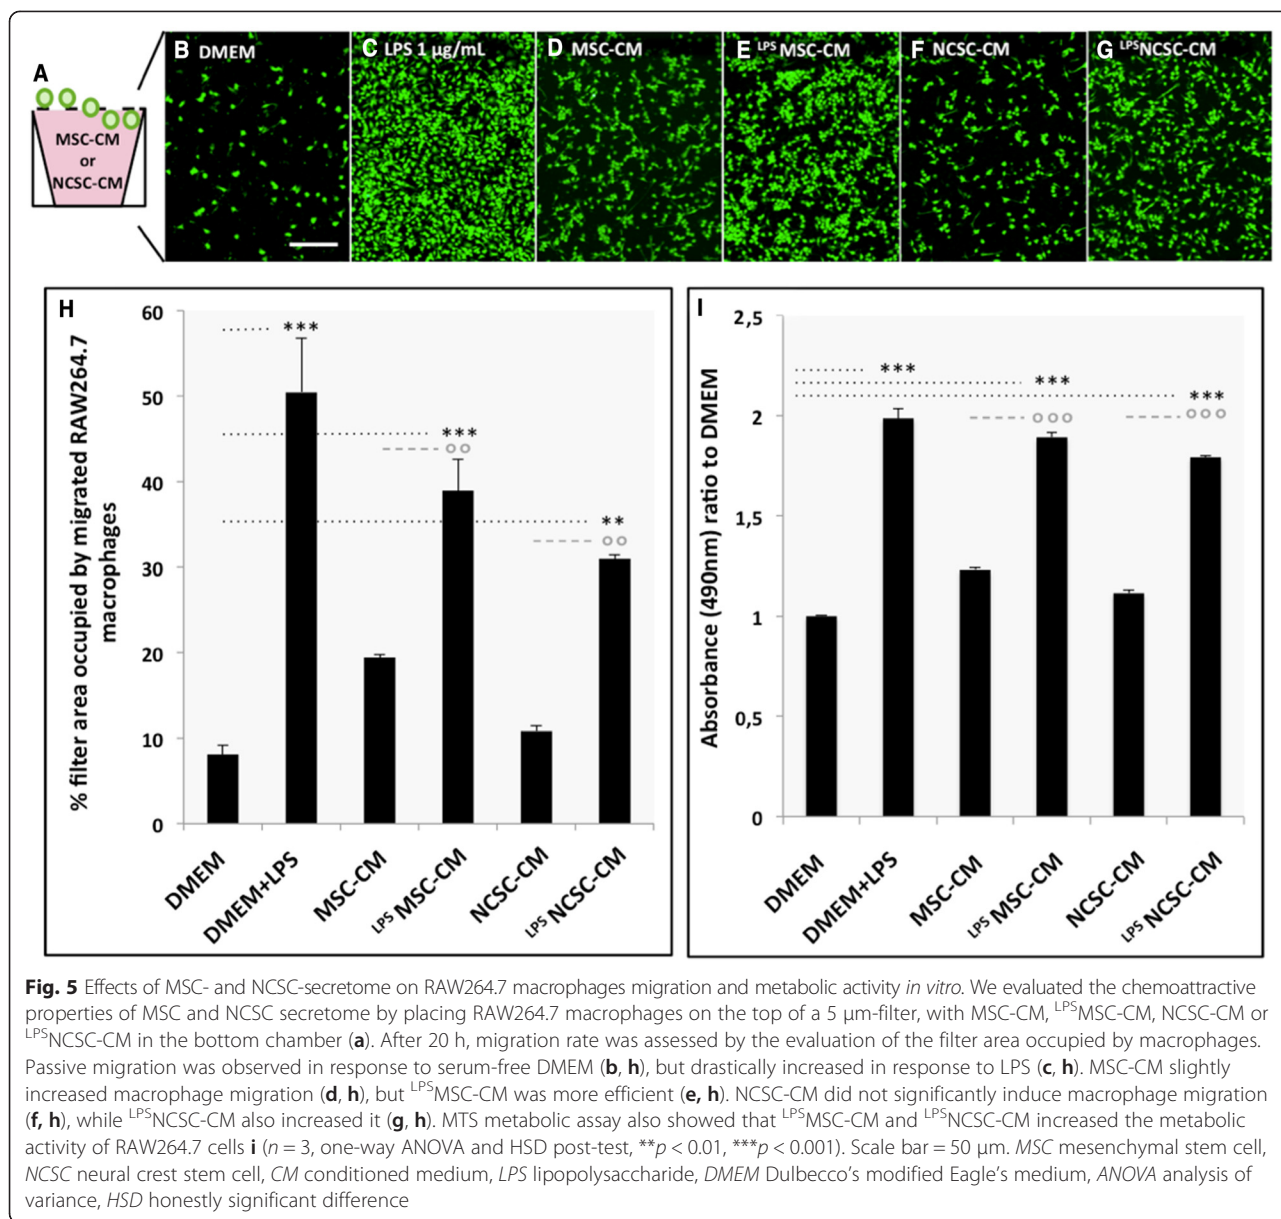 A
MSC-CM
or
NCSC-CM
B DMEM
C LPS 1 µg/mL
D MSC-CM
E LPS MSC-CM
F NCSC-CM
G LPS NCSC-CM
H
% filter area occupied by migrated RAW264.7
macrophages
60
50
40
30
20
10
0
***
***
oo
**
oo
DMEM
DMEM+LPS
MSC-CM
LPS MSC-CM
NCSC-CM
LPS NCSC-CM
I
Absorbance (490nm) ratio to DMEM
2,5
2
1,5
1
0,5
0
***
***
ooo
***
ooo
DMEM
DMEM+LPS
MSC-CM
LPS MSC-CM
NCSC-CM
LPS NCSC-CM
Fig. 5 Effects of MSC- and NCSC-secretome on RAW264.7 macrophages migration and metabolic activity in vitro. We evaluated the chemoattractive
properties of MSC and NCSC secretome by placing RAW264.7 macrophages on the top of a 5 µm-filter, with MSC-CM, LPSMSC-CM, NCSC-CM or
LPSNCSC-CM in the bottom chamber (a). After 20 h, migration rate was assessed by the evaluation of the filter area occupied by macrophages.
Passive migration was observed in response to serum-free DMEM (b, h), but drastically increased in response to LPS (c, h). MSC-CM slightly
increased macrophage migration (d, h), but LPSMSC-CM was more efficient (e, h). NCSC-CM did not significantly induce macrophage migration
(f, h), while LPSNCSC-CM also increased it (g, h). MTS metabolic assay also showed that LPSMSC-CM and LPSNCSC-CM increased the metabolic
activity of RAW264.7 cells i (n = 3, one-way ANOVA and HSD post-test, **p < 0.01, ***p < 0.001). Scale bar = 50 µm. MSC mesenchymal stem cell,
NCSC neural crest stem cell, CM conditioned medium, LPS lipopolysaccharide, DMEM Dulbecco's modified Eagle's medium, ANOVA analysis of
variance, HSD honestly significant difference